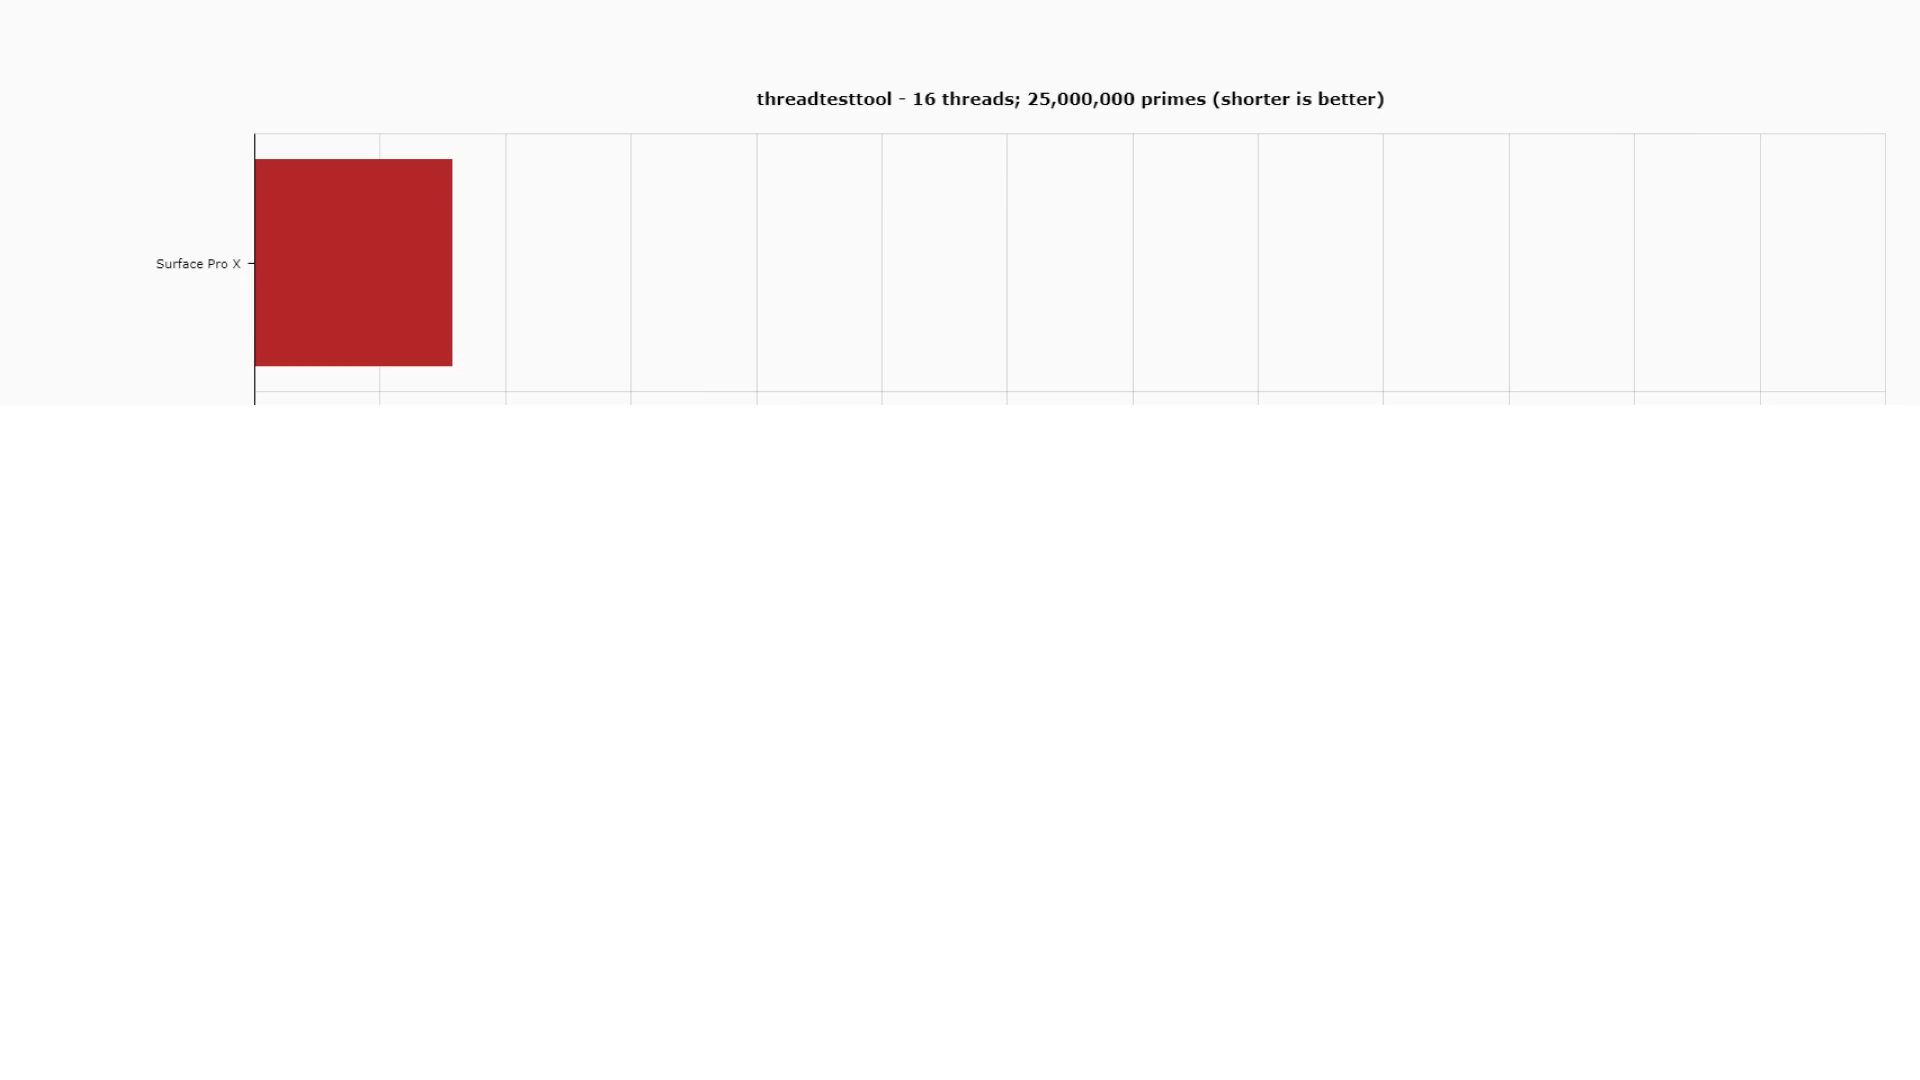 threadtesttool - 16 threads; 25,000,000 primes (shorter is better)
Surface Pro X